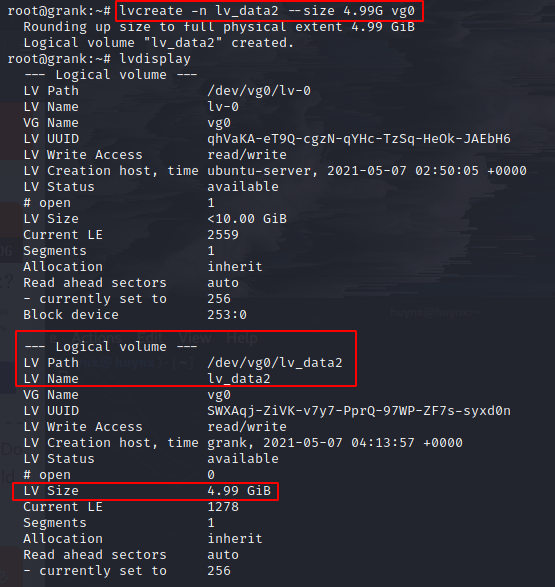 root@grank:~# lvcreate -n lv_data2 --size 4.99G vg0
  Rounding up size to full physical extent 4.99 GiB
  Logical volume "lv_data2" created.
root@grank:~# lvdisplay
  --- Logical volume ---
  LV Path                /dev/vg0/lv-0
  LV Name                lv-0
  VG Name                vg0
  LV UUID                qhVaKA-eT9Q-cgzN-qYHc-TzSq-HeOk-JAEbH6
  LV Write Access        read/write
  LV Creation host, time ubuntu-server, 2021-05-07 02:50:05 +0000
  LV Status              available
  # open                 1
  LV Size                <10.00 GiB
  Current LE             2559
  Segments               1
  Allocation             inherit
  Read ahead sectors     auto
  - currently set to     256
  Block device           253:0
Actions Edit View Help
  --- Logical volume ---
  LV Path                /dev/vg0/lv_data2
  LV Name                lv_data2
  VG Name                vg0
  LV UUID                SWXAqj-ZiVK-v7y7-PprQ-97WP-ZF7s-syxd0n
  LV Write Access        read/write
  LV Creation host, time grank, 2021-05-07 04:13:57 +0000
  LV Status              available
  # open                 0
  LV Size                4.99 GiB
  Current LE             1278
  Segments               1
  Allocation             inherit
  Read ahead sectors     auto
  - currently set to     256